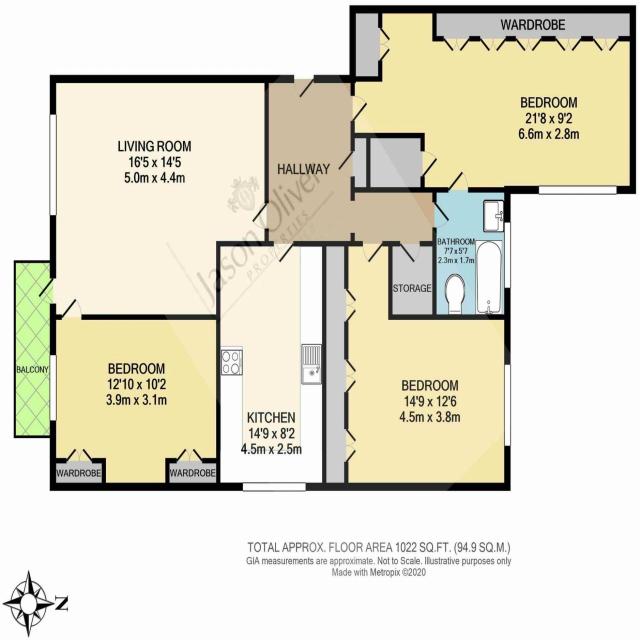 WARDROBE
BEDROOM
21'8 x 9'2
6.6m x 2.8m
LIVING ROOM
16'5 x 14'5
5.0m x 4.4m
HALLWAY
Jason Oliver
PROPERTIES
BATHROOM
7'7 x 5'7
2.3m x 1.7m
STORAGE
BALCONY
BEDROOM
12'10 x 10'2
3.9m x 3.1m
BEDROOM
14'9 x 12'6
4.5m x 3.8m
KITCHEN
14'9 x 8'2
4.5m x 2.5m
WARDROBE
WARDROBE
TOTAL APPROX. FLOOR AREA 1022 SQ.FT. (94.9 SQ.M.)
GIA measurements are approximate. Not to Scale. Illustrative purposes only
Made with Metropix ©2020
N